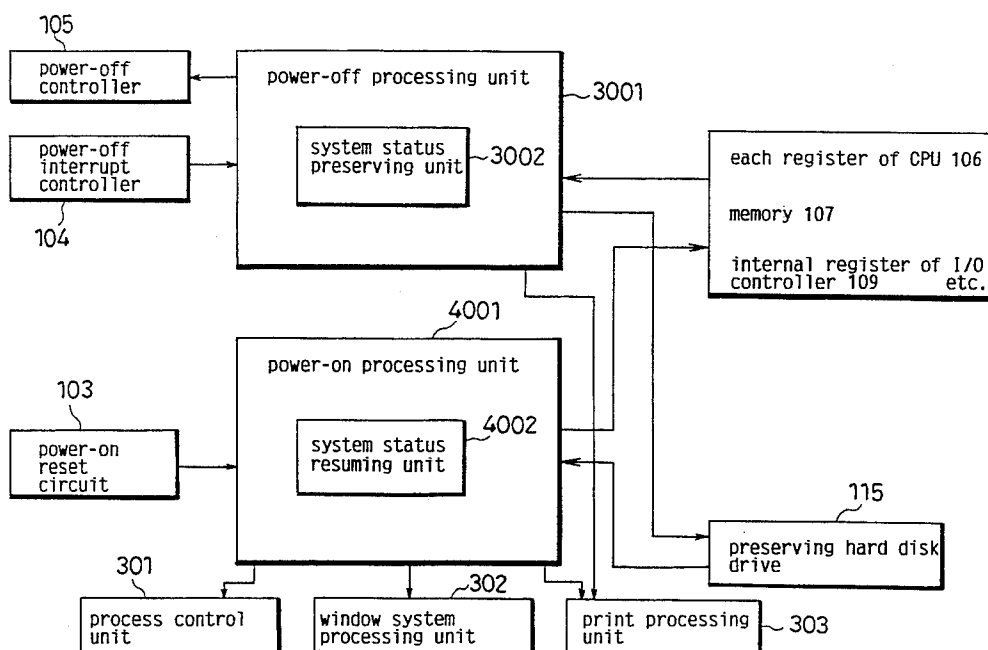 105
power-off
controller
power-off
interrupt
controller
104
power-off processing unit
3001
system status
preserving unit
3002
each register of CPU 106
memory 107
internal register of I/O
controller 109 etc.
4001
power-on processing unit
system status
resuming unit
4002
103
power-on
reset
circuit
115
preserving hard disk
drive
301
process control
unit
302
window system
processing unit
print processing
unit
303